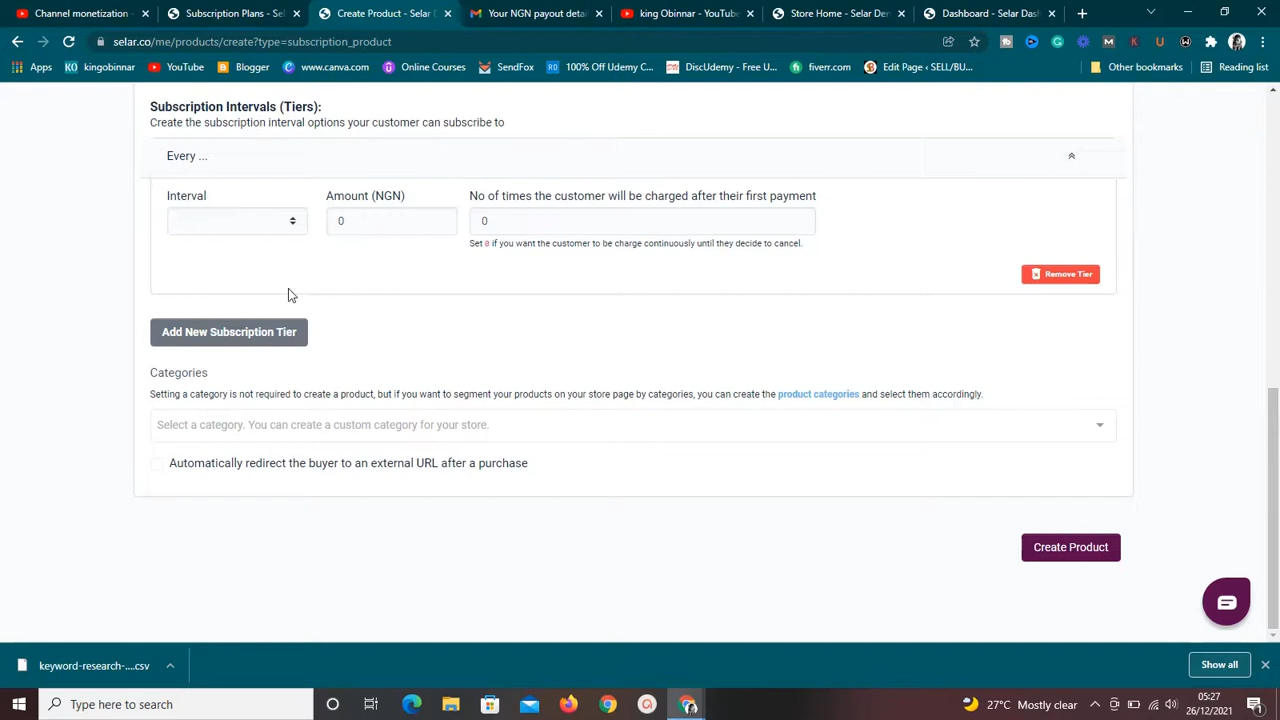 Channel monetization -
Subscription Plans - Sel
Create Product - Selar D
Your NGN payout detai
king Obinnar - YouTube
Store Home - Selar Den
Dashboard - Selar Dash
selar.co/me/products/create?type=subscription_product
Apps
kingobinnar
YouTube
Blogger
www.canva.com
Online Courses
SendFox
100% Off Udemy C...
DiscUdemy - Free U...
fiverr.com
Edit Page ‹ SELL/BU...
Other bookmarks
Reading list
Subscription Intervals (Tiers):
Create the subscription interval options your customer can subscribe to
Every ...
Interval
Amount (NGN)
No of times the customer will be charged after their first payment
0
0
Set 0 if you want the customer to be charge continuously until they decide to cancel.
Remove Tier
Add New Subscription Tier
Categories
Setting a category is not required to create a product, but if you want to segment your products on your store page by categories, you can create the product categories and select them accordingly.
Select a category. You can create a custom category for your store.
Automatically redirect the buyer to an external URL after a purchase
Create Product
keyword-research-....csv
Show all
Type here to search
27°C Mostly clear
05:27
26/12/2021